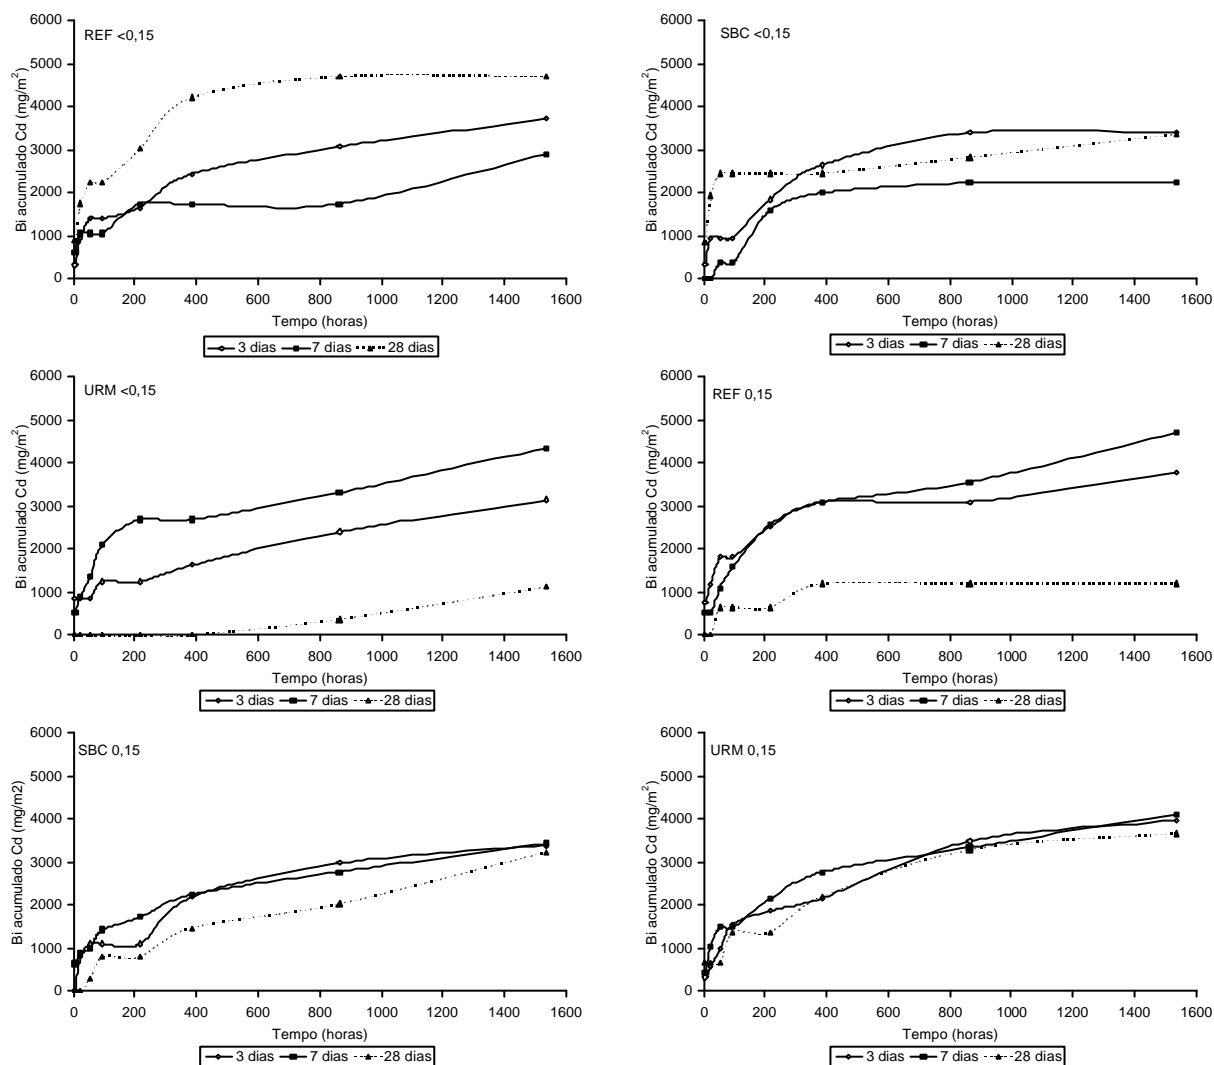 REF <0,15
Bi acumulado Cd (mg/m²)
6000
5000
4000
3000
2000
1000
0
0 200 400 600 800 1000 1200 1400 1600
Tempo (horas)
3 dias 7 dias 28 dias
SBC <0,15
Bi acumulado Cd (mg/m²)
6000
5000
4000
3000
2000
1000
0
0 200 400 600 800 1000 1200 1400 1600
Tempo (horas)
3 dias 7 dias 28 dias
URM <0,15
Bi acumulado Cd (mg/m²)
6000
5000
4000
3000
2000
1000
0
0 200 400 600 800 1000 1200 1400 1600
Tempo (horas)
3 dias 7 dias 28 dias
REF 0,15
Bi acumulado Cd (mg/m²)
6000
5000
4000
3000
2000
1000
0
0 200 400 600 800 1000 1200 1400 1600
Tempo (horas)
3 dias 7 dias 28 dias
SBC 0,15
Bi acumulado Cd (mg/m2)
6000
5000
4000
3000
2000
1000
0
0 200 400 600 800 1000 1200 1400 1600
Tempo (horas)
3 dias 7 dias 28 dias
URM 0,15
Bi acumulado Cd (mg/m²)
6000
5000
4000
3000
2000
1000
0
0 200 400 600 800 1000 1200 1400 1600
Tempo (horas)
3 dias 7 dias 28 dias